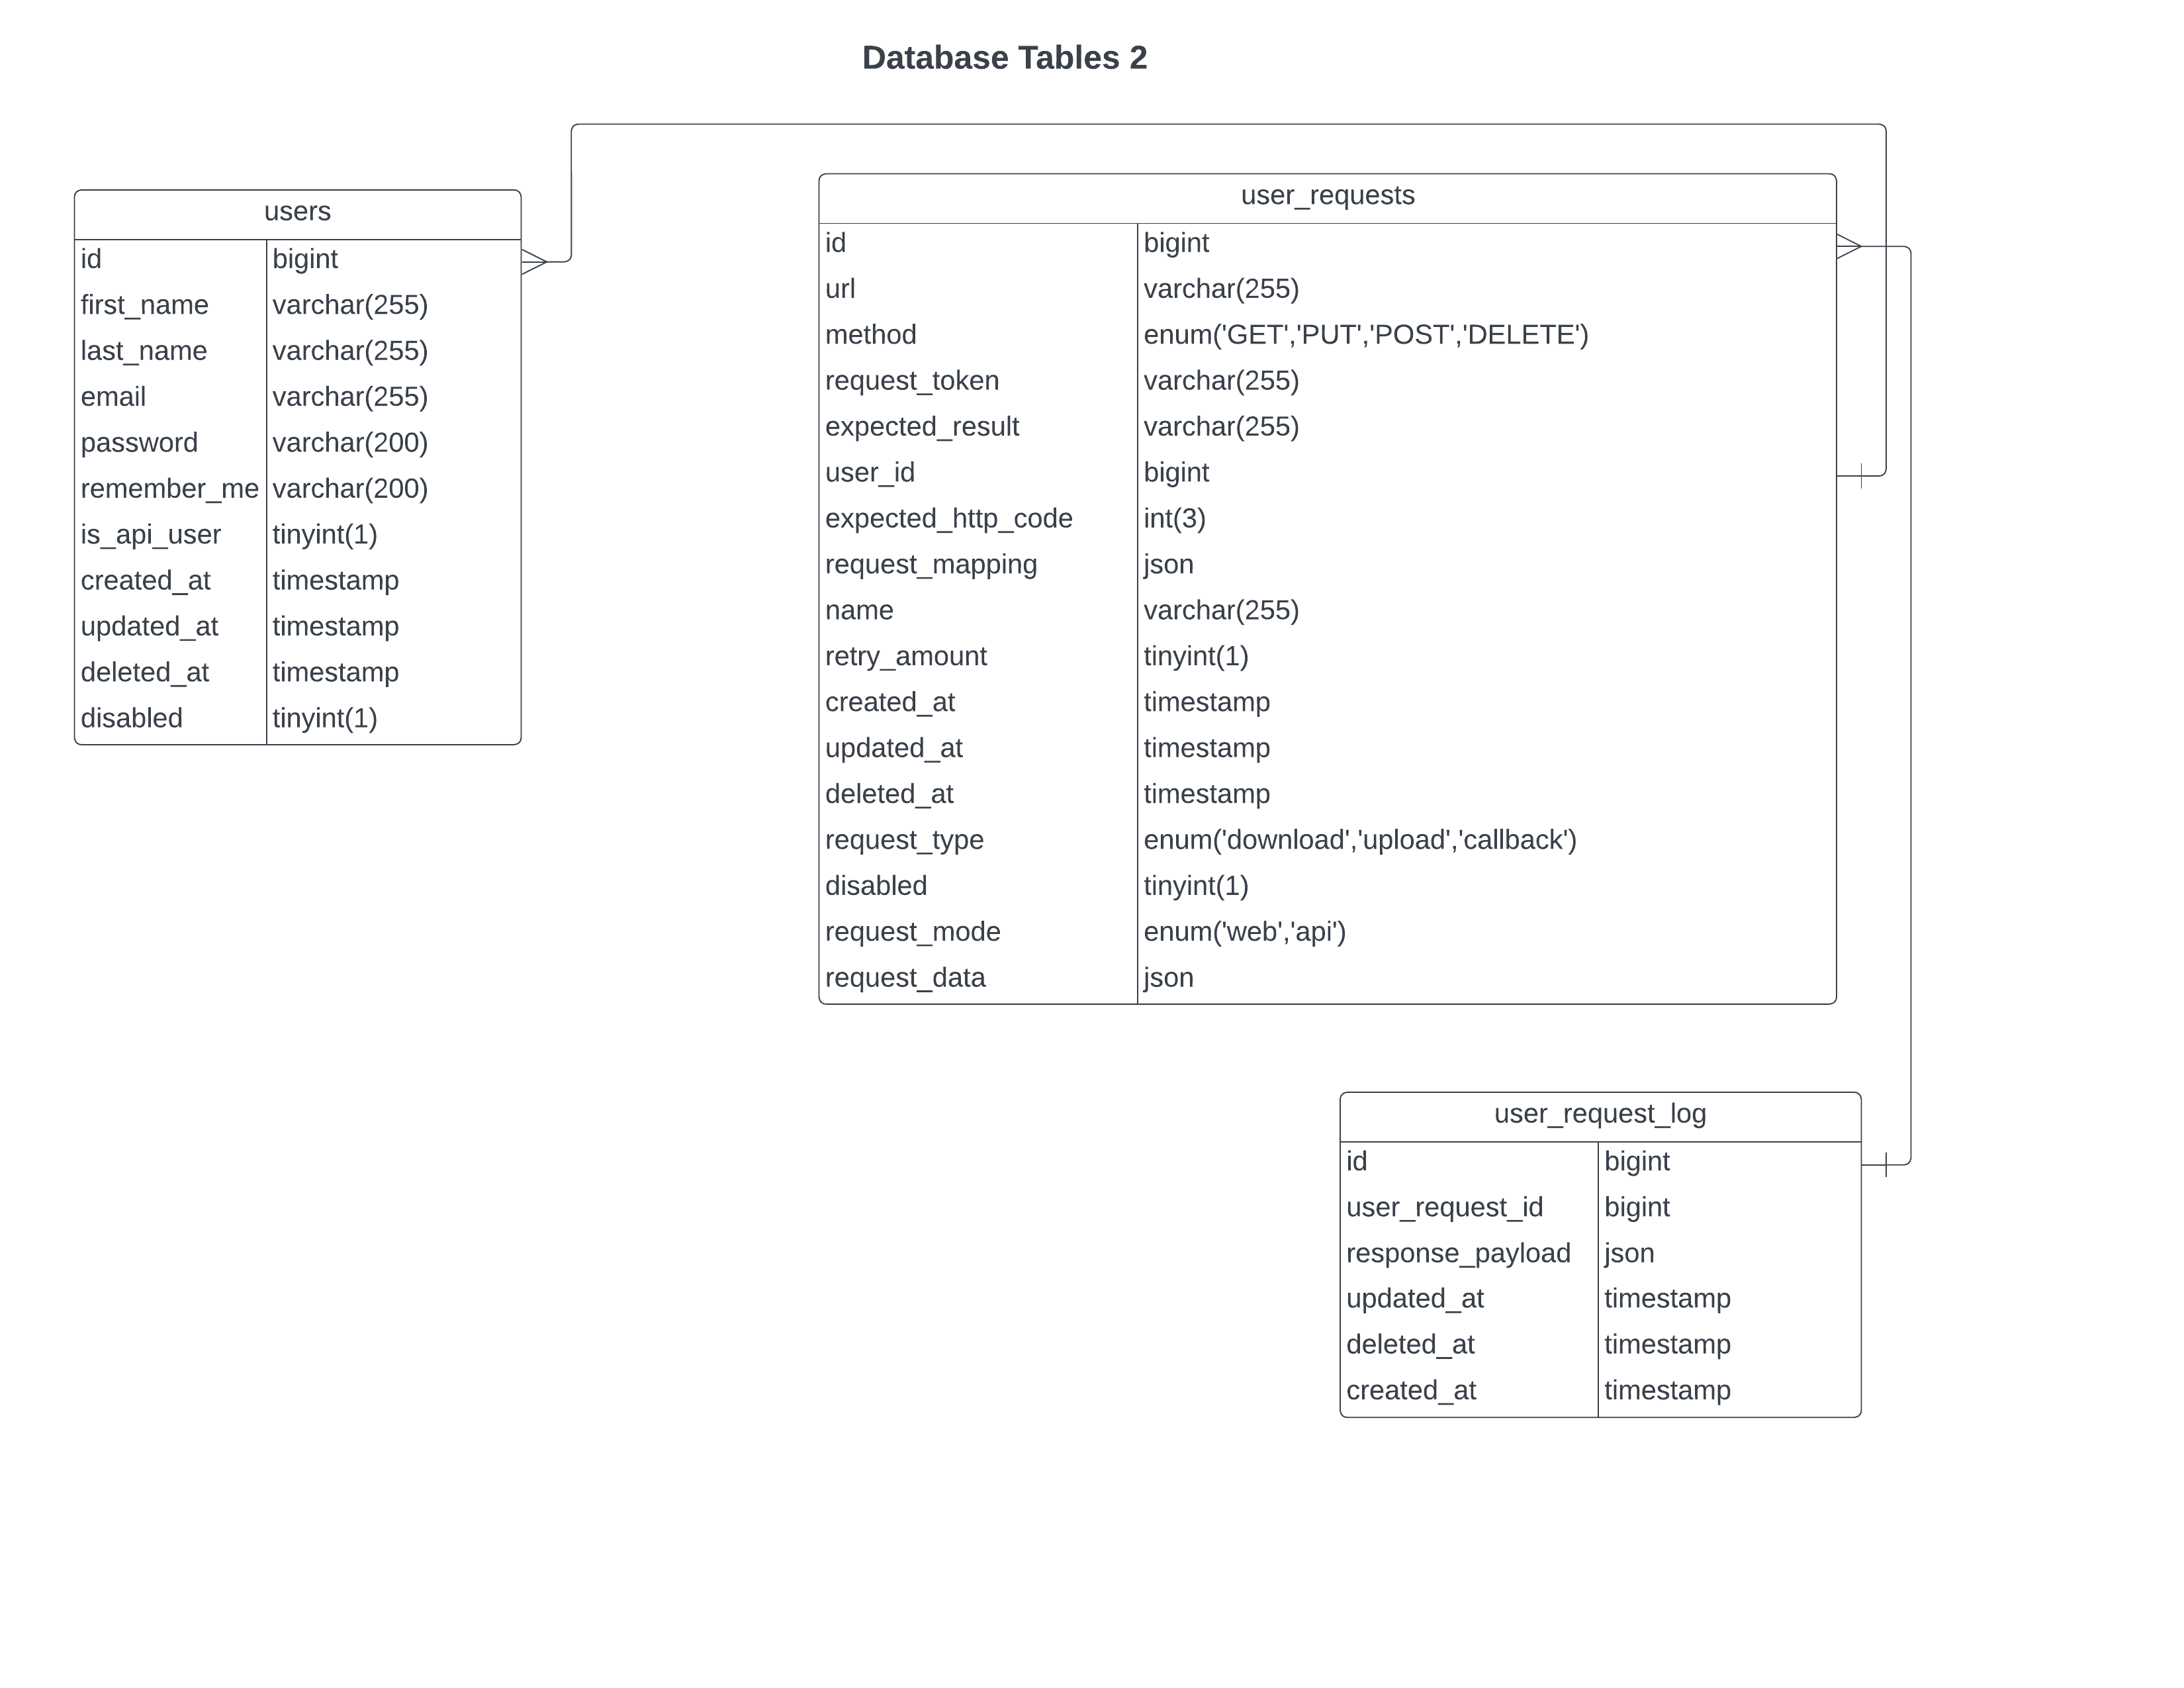 Database Tables 2
users
id bigint
first_name varchar(255)
last_name varchar(255)
email varchar(255)
password varchar(200)
remember_me varchar(200)
is_api_user tinyint(1)
created_at timestamp
updated_at timestamp
deleted_at timestamp
disabled tinyint(1)
user_requests
id bigint
url varchar(255)
method enum('GET','PUT','POST','DELETE')
request_token varchar(255)
expected_result varchar(255)
user_id bigint
expected_http_code int(3)
request_mapping json
name varchar(255)
retry_amount tinyint(1)
created_at timestamp
updated_at timestamp
deleted_at timestamp
request_type enum('download','upload','callback')
disabled tinyint(1)
request_mode enum('web','api')
request_data json
user_request_log
id bigint
user_request_id bigint
response_payload json
updated_at timestamp
deleted_at timestamp
created_at timestamp